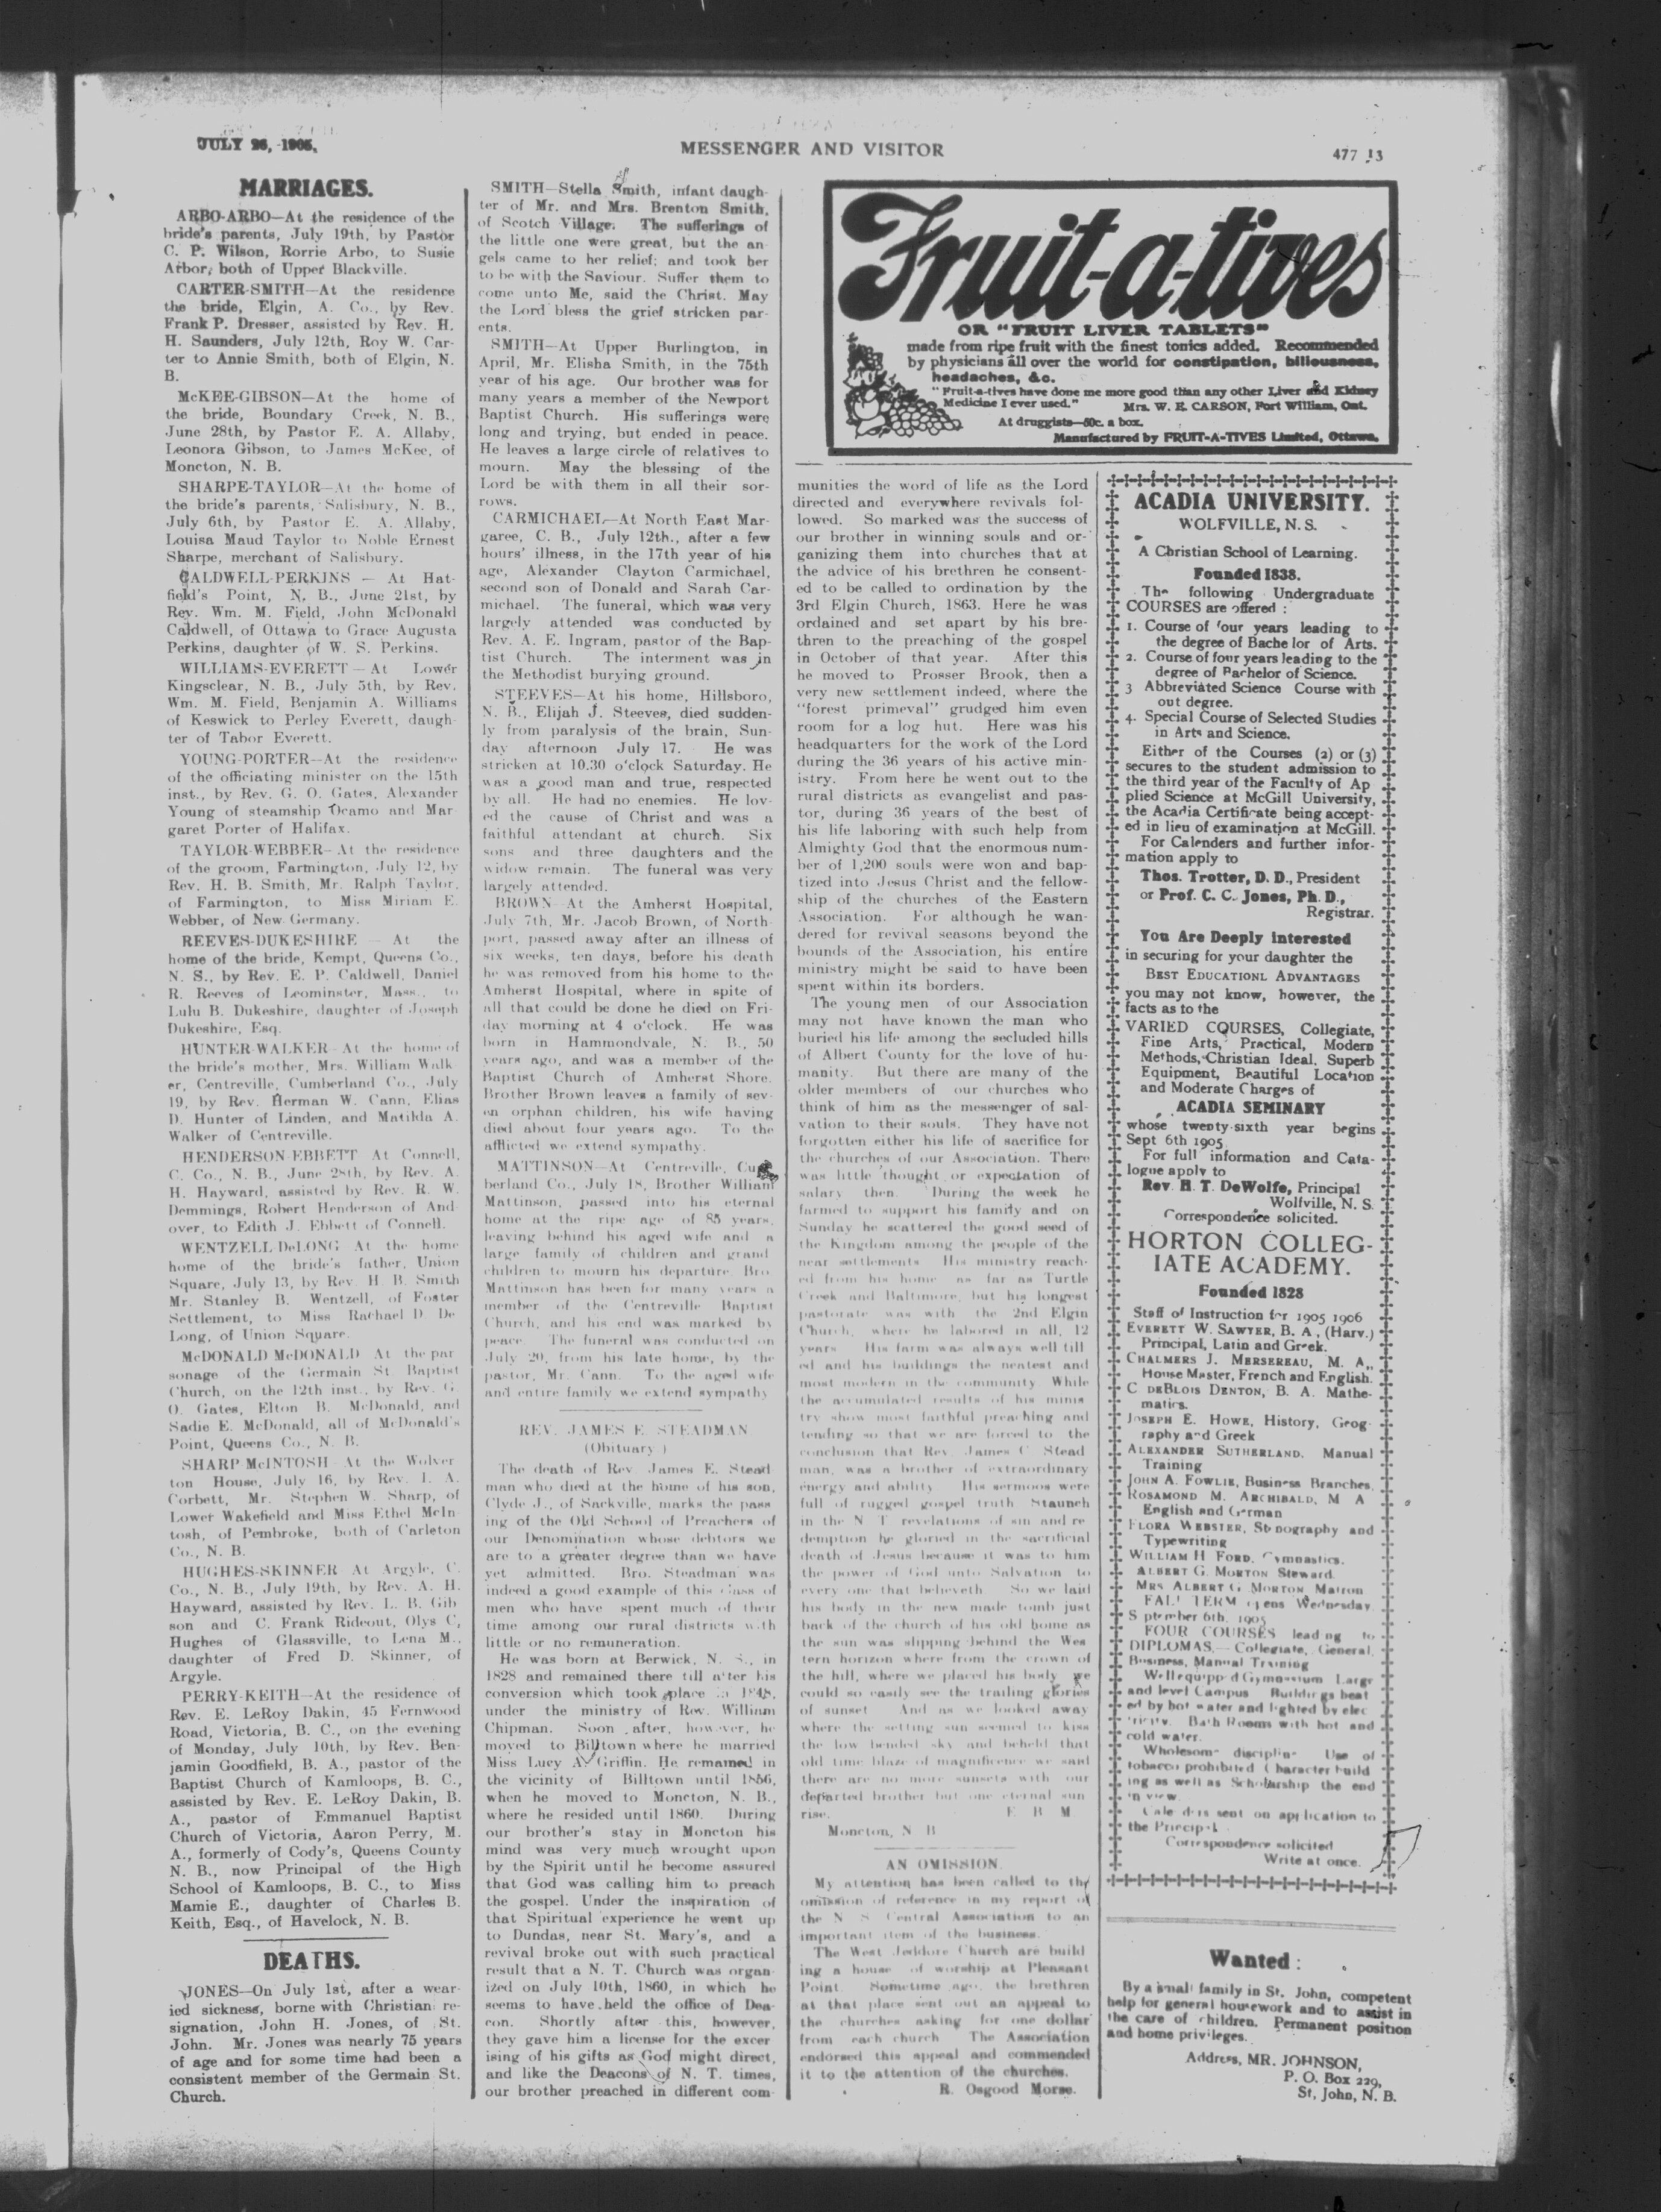 JULY 26, 1905,
MESSENGER AND VISITOR
477 13
MARRIAGES.
ARBO-ARBO—At the residence of the
bride's parents, July 19th, by Pastor
C. P. Wilson, Rorrie Arbo, to Susie
Arbor, both of Upper Blackville.
CARTER-SMITH—At the residence
the bride, Elgin, A. Co., by Rev.
Frank P. Dresser, assisted by Rev. H.
H. Saunders, July 12th, Roy W. Car-
ter to Annie Smith, both of Elgin, N.
B.
McKEE-GIBSON—At the home of
the bride, Boundary Creek, N. B.,
June 28th, by Pastor E. A. Allaby,
Leonora Gibson, to James McKee, of
Moncton, N. B.
SHARPE-TAYLOR—At the home of
the bride's parents, Salisbury, N. B.,
July 6th, by Pastor E. A. Allaby,
Louisa Maud Taylor to Noble Ernest
Sharpe, merchant of Salisbury.
CALDWELL-PERKINS — At Hat-
field's Point, N. B., June 21st, by
Rev. Wm. M. Field, John McDonald
Caldwell, of Ottawa to Grace Augusta
Perkins, daughter of W. S. Perkins.
WILLIAMS-EVERETT — At Lower
Kingsclear, N. B., July 5th, by Rev.
Wm. M. Field, Benjamin A. Williams
of Keswick to Perley Everett, daugh-
ter of Tabor Everett.
YOUNG-PORTER—At the residence
of the officiating minister on the 15th
inst., by Rev. G. O. Gates, Alexander
Young of steamship Ocamo and Mar-
garet Porter of Halifax.
TAYLOR-WEBBER—At the residence
of the groom, Farmington, July 12, by
Rev. H. B. Smith, Mr. Ralph Taylor,
of Farmington, to Miss Miriam E.
Webber, of New Germany.
REEVES-DUKESHIRE — At the
home of the bride, Kempt, Queens Co.,
N. S., by Rev. E. P. Caldwell, Daniel
R. Reeves of Leominster, Mass., to
Lulu B. Dukeshire, daughter of Joseph
Dukeshire, Esq.
HUNTER-WALKER—At the home of
the bride's mother, Mrs. William Walk
er, Centreville, Cumberland Co., July
19, by Rev. Herman W. Cann, Elias
D. Hunter of Linden, and Matilda A.
Walker of Centreville.
HENDERSON-EBBETT At Connell,
C. Co., N. B., June 28th, by Rev. A.
H. Hayward, assisted by Rev. R. W.
Demmings, Robert Henderson of And
over, to Edith J. Ebbett of Connell.
WENTZELL-DeLONG At the home
home of the bride's father, Union
Square, July 13, by Rev. H. B. Smith
Mr. Stanley B. Wentzell, of Foster
Settlement, to Miss Rachael D. De
Long, of Union Square.
McDONALD McDONALD At the par
sonage of the Germain St. Baptist
Church, on the 12th inst., by Rev. G.
O. Gates, Elton B. McDonald, and
Sadie E. McDonald, all of McDonald's
Point, Queens Co., N. B.
SHARP McINTOSH—At the Wolver
ton House, July 16, by Rev. I. A.
Corbett, Mr. Stephen W. Sharp, of
Lower Wakefield and Miss Ethel McIn-
tosh, of Pembroke, both of Carleton
Co., N. B.
HUGHES-SKINNER At Argyle, C.
Co., N. B., July 19th, by Rev. A. H.
Hayward, assisted by Rev. L. B. Gib
son and C. Frank Rideout, Olys C,
Hughes of Glassville, to Lena M.,
daughter of Fred D. Skinner, of
Argyle.
PERRY-KEITH—At the residence of
Rev. E. LeRoy Dakin, 45 Fernwood
Road, Victoria, B. C., on the evening
of Monday, July 10th, by Rev. Ben-
jamin Goodfield, B. A., pastor of the
Baptist Church of Kamloops, B. C.,
assisted by Rev. E. LeRoy Dakin, B.
A., pastor of Emmanuel Baptist
Church of Victoria, Aaron Perry, M.
A., formerly of Cody's, Queens County
N. B., now Principal of the High
School of Kamloops, B. C., to Miss
Mamie E., daughter of Charles B.
Keith, Esq., of Havelock, N. B.
DEATHS.
JONES—On July 1st, after a wear-
ied sickness, borne with Christian re-
signation, John H. Jones, of St.
John. Mr. Jones was nearly 75 years
of age and for some time had been a
consistent member of the Germain St.
Church.
SMITH—Stella Smith, infant daugh-
ter of Mr. and Mrs. Brenton Smith,
of Scotch Village. The sufferings of
the little one were great, but the an-
gels came to her relief; and took her
to be with the Saviour. Suffer them to
come unto Me, said the Christ. May
the Lord bless the grief stricken par-
ents.
SMITH—At Upper Burlington, in
April, Mr. Elisha Smith, in the 75th
year of his age. Our brother was for
many years a member of the Newport
Baptist Church. His sufferings were
long and trying, but ended in peace.
He leaves a large circle of relatives to
mourn. May the blessing of the
Lord be with them in all their sor-
rows.
CARMICHAEL—At North East Mar-
garee, C. B., July 12th., after a few
hours' illness, in the 17th year of his
age, Alexander Clayton Carmichael,
second son of Donald and Sarah Car-
michael. The funeral, which was very
largely attended was conducted by
Rev. A. E. Ingram, pastor of the Bap-
tist Church. The interment was in
the Methodist burying ground.
STEEVES—At his home, Hillsboro,
N. B., Elijah J. Steeves, died sudden-
ly from paralysis of the brain, Sun-
day afternoon July 17. He was
stricken at 10.30 o'clock Saturday. He
was a good man and true, respected
by all. He had no enemies. He lov-
ed the cause of Christ and was a
faithful attendant at church. Six
sons and three daughters and the
widow remain. The funeral was very
largely attended.
BROWN—At the Amherst Hospital,
July 7th, Mr. Jacob Brown, of North-
port, passed away after an illness of
six weeks, ten days, before his death
he was removed from his home to the
Amherst Hospital, where in spite of
all that could be done he died on Fri-
day morning at 4 o'clock. He was
born in Hammondvale, N. B., 50
years ago, and was a member of the
Baptist Church of Amherst Shore.
Brother Brown leaves a family of sev-
en orphan children, his wife having
died about four years ago. To the
afflicted we extend sympathy.
MATTINSON—At Centreville, Cum
berland Co., July 18, Brother William
Mattinson, passed into his eternal
home at the ripe age of 85 years,
leaving behind his aged wife and a
large family of children and grand
children to mourn his departure. Bro.
Mattinson has been for many years a
member of the Centreville Baptist
Church, and his end was marked by
peace. The funeral was conducted on
July 20, from his late home, by the
pastor, Mr. Cann. To the aged wife
and entire family we extend sympathy
REV. JAMES E. STEADMAN
(Obituary.)
The death of Rev. James E. Stead
man who died at the home of his son,
Clyde J., of Sackville, marks the pass
ing of the Old School of Preachers of
our Denomination whose debtors we
are to a greater degree than we have
yet admitted. Bro. Steadman was
indeed a good example of this class of
men who have spent much of their
time among our rural districts with
little or no remuneration.
He was born at Berwick, N. S., in
1828 and remained there till after his
conversion which took place in 1848,
under the ministry of Rev. William
Chipman. Soon after, however, he
moved to Billtown where he married
Miss Lucy A. Griffin. He remained in
the vicinity of Billtown until 1856,
when he moved to Moncton, N. B.,
where he resided until 1860. During
our brother's stay in Moncton his
mind was very much wrought upon
by the Spirit until he become assured
that God was calling him to preach
the gospel. Under the inspiration of
that Spiritual experience he went up
to Dundas, near St. Mary's, and a
revival broke out with such practical
result that a N. T. Church was organ-
ized on July 10th, 1860, in which he
seems to have held the office of Dea-
con. Shortly after this, however,
they gave him a license for the exer
ising of his gifts as God might direct,
and like the Deacons of N. T. times,
our brother preached in different com-
Fruit-a-tives
OR "FRUIT LIVER TABLETS"
made from ripe fruit with the finest tonics added. Recommended
by physicians all over the world for constipation, biliousness,
headaches, &c.
"Fruit-a-tives have done me more good than any other Liver and Kidney
Medicine I ever used." Mrs. W. E. CARSON, Port William, Ont.
At druggists—50c. a box.
Manufactured by FRUIT-A-TIVES Limited, Ottawa.
munities the word of life as the Lord
directed and everywhere revivals fol-
lowed. So marked was the success of
our brother in winning souls and or-
ganizing them into churches that at
the advice of his brethren he consent-
ed to be called to ordination by the
3rd Elgin Church, 1863. Here he was
ordained and set apart by his bre-
thren to the preaching of the gospel
in October of that year. After this
he moved to Prosser Brook, then a
very new settlement indeed, where the
"forest primeval" grudged him even
room for a log hut. Here was his
headquarters for the work of the Lord
during the 36 years of his active min-
istry. From here he went out to the
rural districts as evangelist and pas-
tor, during 36 years of the best of
his life laboring with such help from
Almighty God that the enormous num-
ber of 1,200 souls were won and bap-
tized into Jesus Christ and the fellow-
ship of the churches of the Eastern
Association. For although he wan-
dered for revival seasons beyond the
bounds of the Association, his entire
ministry might be said to have been
spent within its borders.
The young men of our Association
may not have known the man who
buried his life among the secluded hills
of Albert County for the love of hu-
manity. But there are many of the
older members of our churches who
think of him as the messenger of sal-
vation to their souls. They have not
forgotten either his life of sacrifice for
the churches of our Association. There
was little thought or expectation of
salary then. During the week he
farmed to support his family and on
Sunday he scattered the good seed of
the Kingdom among the people of the
near settlements His ministry reach-
ed from his home as far as Turtle
Creek and Baltimore, but his longest
pastorate was with the 2nd Elgin
Church, where he labored in all, 12
years His farm was always well till
ed and his buildings the neatest and
most modern in the community. While
the accumulated results of his minis
try show most faithful preaching and
tending so that we are forced to the
conclusion that Rev. James C. Stead
man, was a brother of extraordinary
energy and ability His sermons were
full of rugged gospel truth Staunch
in the N T revelations of sin and re
demption he gloried in the sacrificial
death of Jesus because it was to him
the power of God unto Salvation to
every one that believeth So we laid
his body in the new made tomb just
back of the church of his old home as
the sun was slipping behind the Wes
tern horizon where from the crown of
the hill, where we placed his body we
could so easily see the trailing glories
of sunset And as we looked away
where the setting sun seemed to kiss
the low bended sky and beheld that
old time blaze of magnificence we said
there are no more sunsets with our
departed brother but one eternal sun
rise. E B M
Moncton, N B
AN OMISSION.
My attention has been called to the
omission of reference in my report of
the N S Central Association to an
important item of the business.
The West Jeddore Church are build
ing a house of worship at Pleasant
Point Sometime ago, the brethren
at that place sent out an appeal to
the churches asking for one dollar
from each church The Association
endorsed this appeal and commended
it to the attention of the churches.
R. Osgood Morse.
ACADIA UNIVERSITY.
WOLFVILLE, N. S.
A Christian School of Learning.
Founded 1838.
The following Undergraduate
COURSES are offered :
1. Course of four years leading to
the degree of Bachelor of Arts.
2. Course of four years leading to the
degree of Bachelor of Science.
3 Abbreviated Science Course with
out degree.
4. Special Course of Selected Studies
in Arts and Science.
Either of the Courses (2) or (3)
secures to the student admission to
the third year of the Faculty of Ap
plied Science at McGill University,
the Acadia Certificate being accept-
ed in lieu of examination at McGill.
For Calenders and further infor-
mation apply to
Thos. Trotter, D. D., President
or Prof. C. C. Jones, Ph. D.,
Registrar.
You Are Deeply interested
in securing for your daughter the
BEST EDUCATIONL ADVANTAGES
you may not know, however, the
facts as to the
VARIED COURSES, Collegiate,
Fine Arts, Practical, Modern
Methods, Christian Ideal, Superb
Equipment, Beautiful Location
and Moderate Charges of
ACADIA SEMINARY
whose twenty-sixth year begins
Sept 6th 1905
For full information and Cata-
logue apply to
Rev. H. T. DeWolfe, Principal
Wolfville, N. S.
Correspondence solicited.
HORTON COLLEG-
IATE ACADEMY.
Founded 1828
Staff of Instruction for 1905 1906
EVERETT W. SAWYER, B. A., (Harv.)
Principal, Latin and Greek.
CHALMERS J. MERSEREAU, M. A.,
House Master, French and English.
C DEBLOIS DENTON, B. A. Mathe-
matics.
JOSEPH E. HOWE, History, Geog-
raphy and Greek
ALEXANDER SUTHERLAND, Manual
Training
JOHN A. FOWLIE, Business Branches,
ROSAMOND M. ARCHIBALD, M A
English and German
FLORA WEBSTER, Stenography and
Typewriting
WILLIAM H FORD, Gymnastics.
ALBERT G. MORTON Steward.
MRS ALBERT G MORTON Matron
FALL TERM opens Wednesday
September 6th, 1905
FOUR COURSES leading to
DIPLOMAS,—Collegiate, General,
Business, Manual Training
Well equipped Gymnasium Large
and level Campus Buildings heat
ed by hot water and lighted by elec
tricity. Bath Rooms with hot and
cold water.
Wholesome discipline Use of
tobacco prohibited Character build
ing as well as Scholarship the end
in view
Calendars sent on application to
the Principal
Correspondence solicited
Write at once.
Wanted :
By a small family in St. John, competent
help for general housework and to assist in
the care of children. Permanent position
and home privileges.
Address, MR. JOHNSON,
P. O. Box 229,
St, John, N. B.